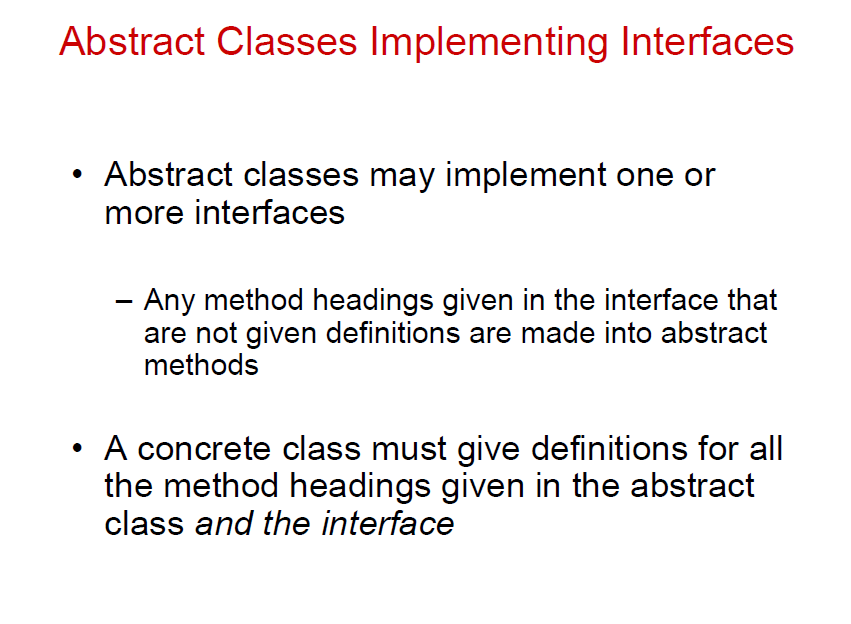 Abstract Classes Implementing Interfaces
• Abstract classes may implement one or
more interfaces
– Any method headings given in the interface that
are not given definitions are made into abstract
methods
• A concrete class must give definitions for all
the method headings given in the abstract
class and the interface